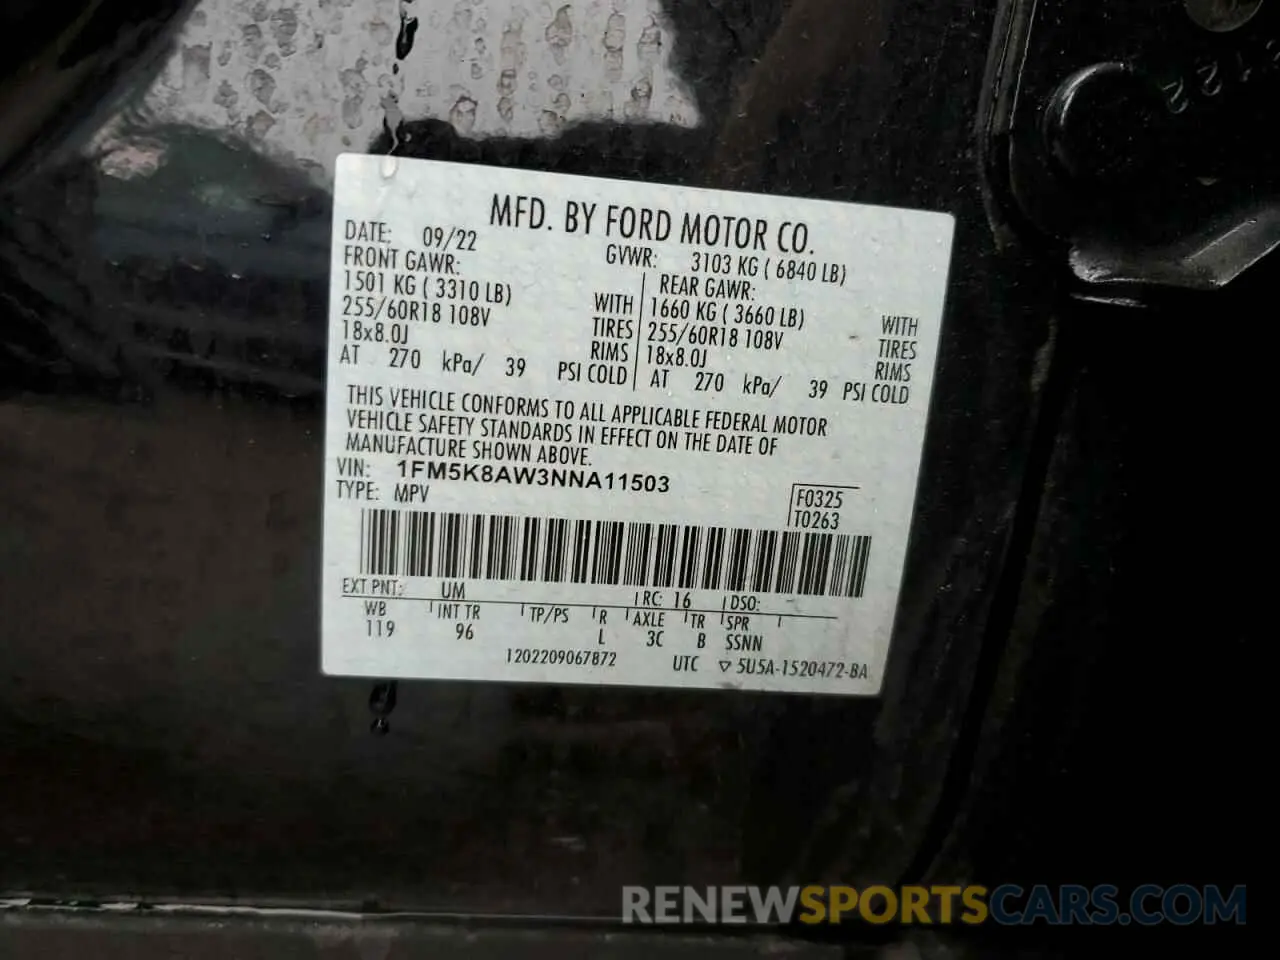 MFD. BY FORD MOTOR CO.
DATE: 09/22 GVWR: 3103 KG ( 6840 LB)
FRONT GAWR: REAR GAWR:
1501 KG ( 3310 LB) WITH 1660 KG ( 3660 LB) WITH
255/60R18 108V TIRES 255/60R18 108V TIRES
18x8.0J RIMS 18x8.0J RIMS
AT 270 kPa/ 39 PSI COLD AT 270 kPa/ 39 PSI COLD
THIS VEHICLE CONFORMS TO ALL APPLICABLE FEDERAL MOTOR
VEHICLE SAFETY STANDARDS IN EFFECT ON THE DATE OF
MANUFACTURE SHOWN ABOVE.
VIN: 1FM5K8AW3NNA11503
TYPE: MPV F0325
T0263
EXT PNT: UM RC: 16 DSO:
WB INT TR TP/PS R AXLE TR SPR
119 96 L 3C B SSNN
1202209067872 UTC ▽ 5U5A-1520472-BA
RENEWSPORTSCARS.COM